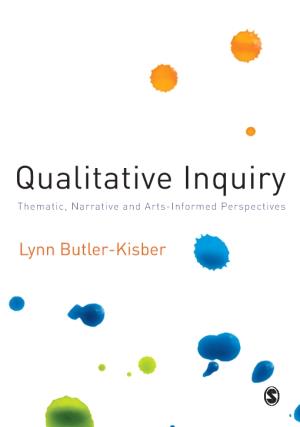 Qualitative Inquiry
Thematic, Narrative and Arts-Informed Perspectives
Lynn Butler-Kisber
S